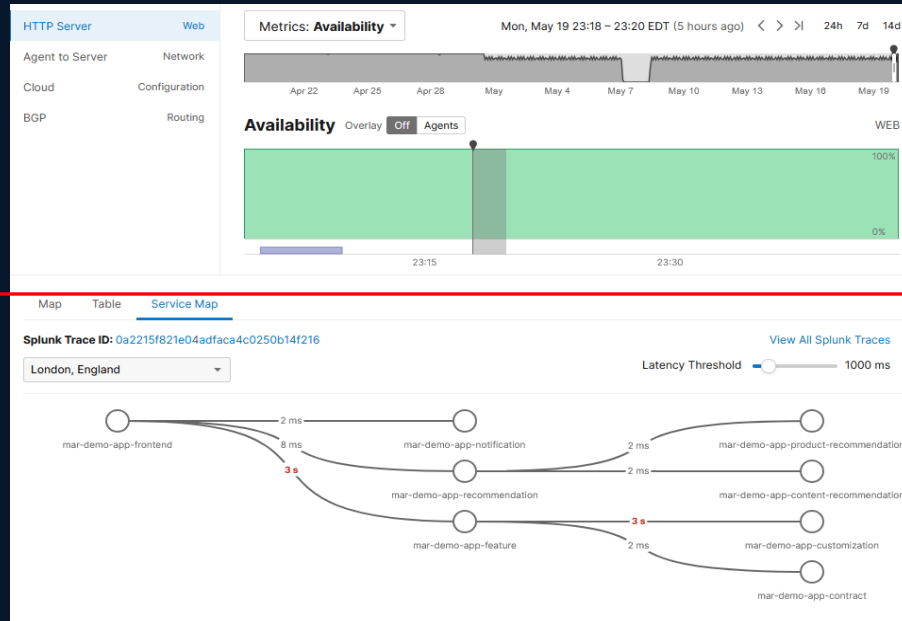 HTTP Server Web
Agent to Server Network
Cloud Configuration
BGP Routing
Metrics: Availability
Mon, May 19 23:18 – 23:20 EDT (5 hours ago) 24h 7d 14d
Apr 22 Apr 25 Apr 28 May May 4 May 7 May 10 May 13 May 16 May 19
Availability Overlay Off Agents WEB
100%
0%
23:15 23:30
Map Table Service Map
Splunk Trace ID: 0a2215f821e04adfaca4c0250b14f216 View All Splunk Traces
London, England Latency Threshold 1000 ms
2 ms
mar-demo-app-frontend mar-demo-app-notification mar-demo-app-product-recommendation
8 ms 2 ms
3 s 2 ms
mar-demo-app-recommendation mar-demo-app-content-recommendation
3 s
mar-demo-app-feature 2 ms mar-demo-app-customization
mar-demo-app-contract